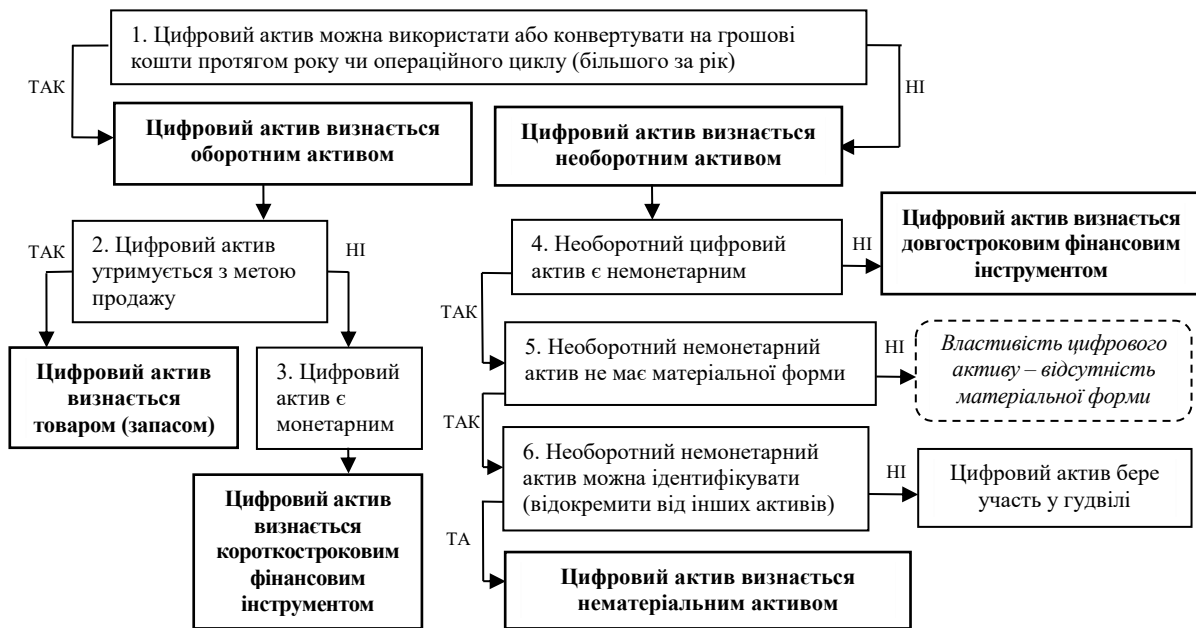 1. Цифровий актив можна використати або конвертувати на грошові
кошти протягом року чи операційного циклу (більшого за рік)
ТАК
НІ
Цифровий актив визнається
оборотним активом
Цифровий актив визнається
необоротним активом
ТАК
2. Цифровий актив
утримується з метою
продажу
НІ
4. Необоротний цифровий
актив є немонетарним
НІ
Цифровий актив визнається
довгостроковим фінансовим
інструментом
ТАК
Цифровий актив
визнається
товаром (запасом)
3. Цифровий
актив є
монетарним
5. Необоротний немонетарний
актив не має матеріальної форми
НІ
Властивість цифрового
активу – відсутність
матеріальної форми
ТАК
6. Необоротний немонетарний
актив можна ідентифікувати
(відокремити від інших активів)
НІ
Цифровий актив бере
участь у гудвілі
Цифровий актив
визнається
короткостроковим
фінансовим
інструментом
ТА
Цифровий актив визнається
нематеріальним активом